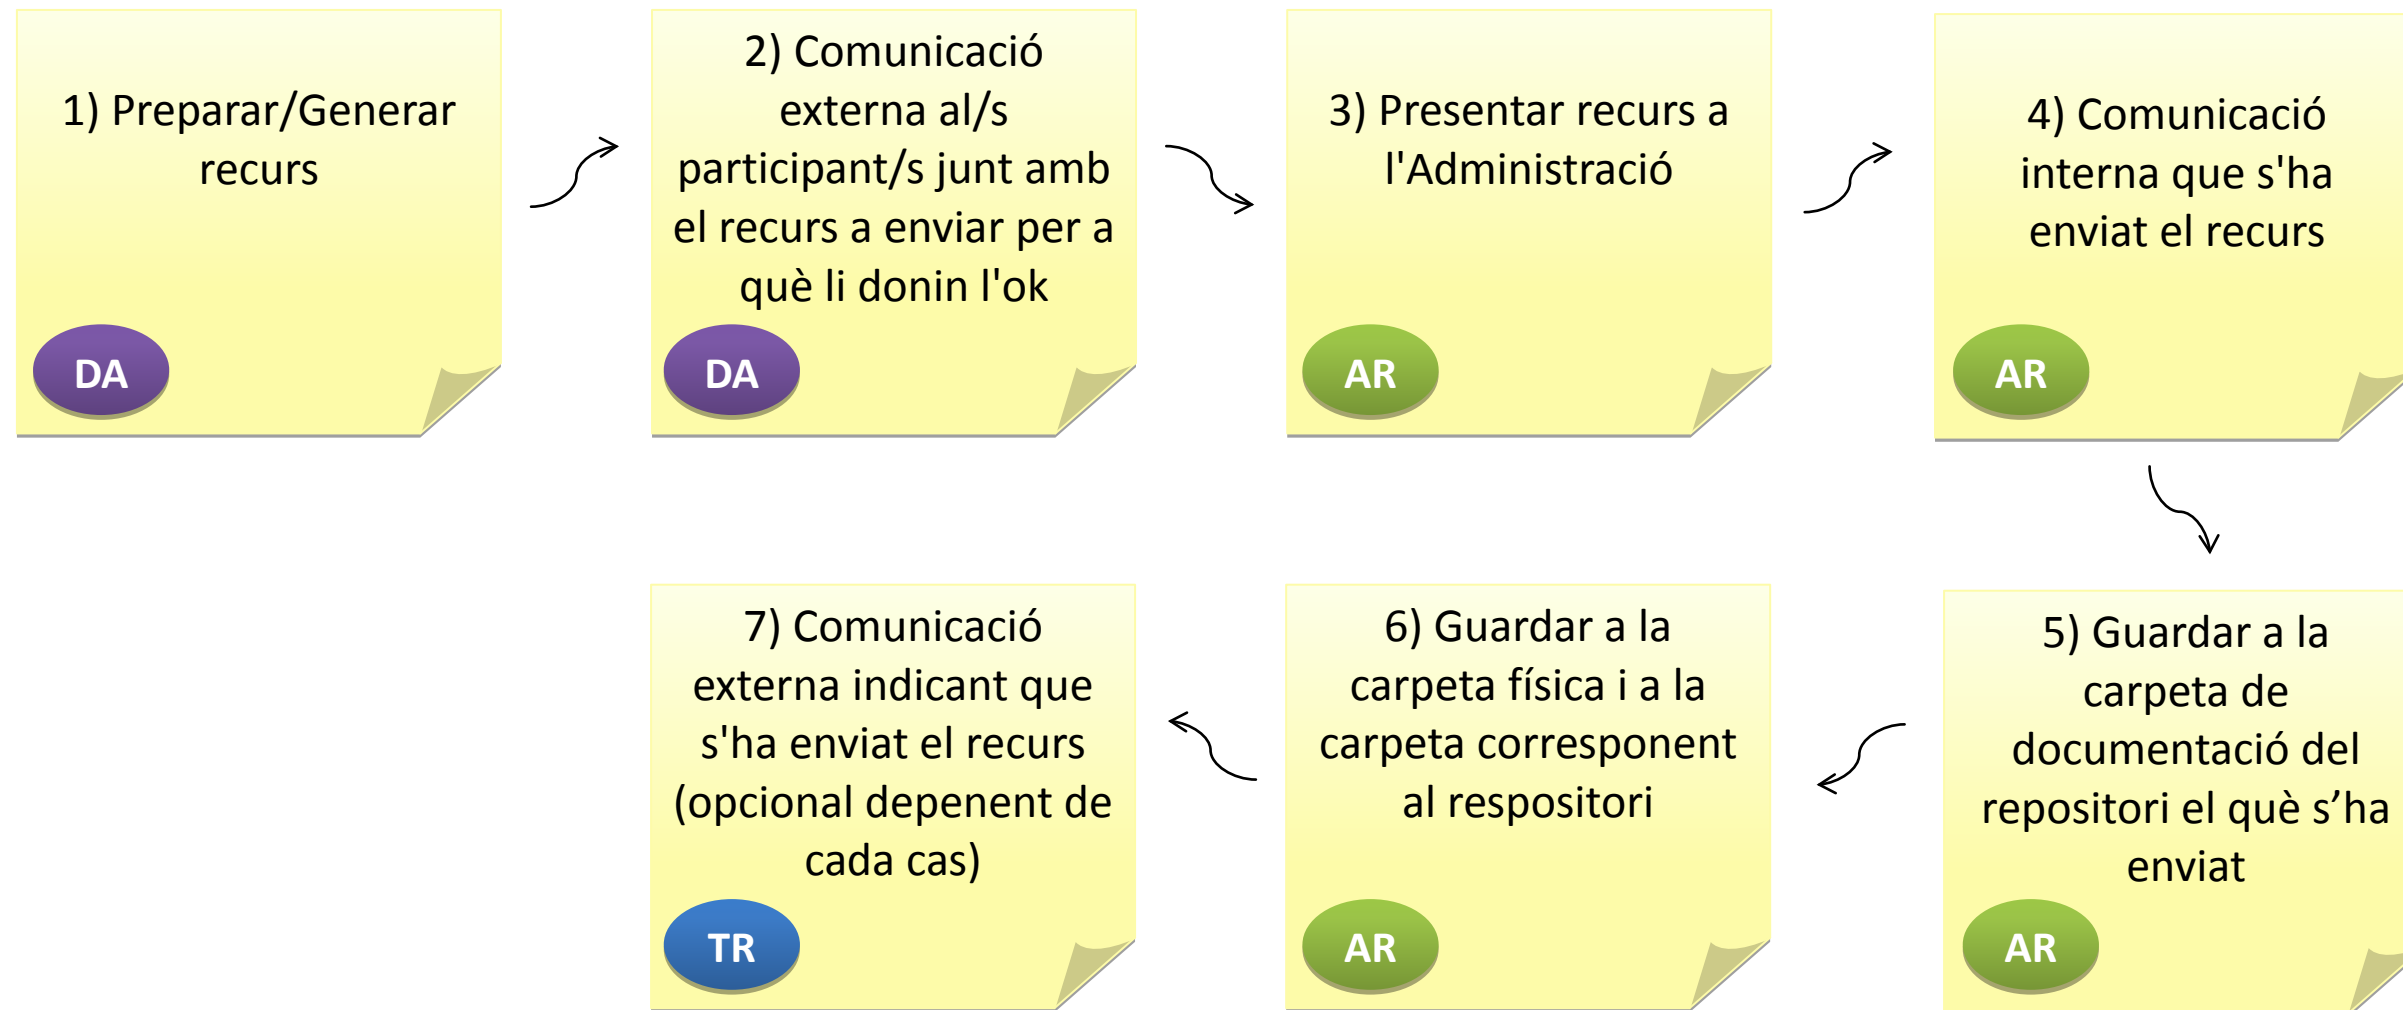 1) Preparar/Generar
recurs
DA
2) Comunicació
externa al/s
participant/s junt amb
el recurs a enviar per a
què li donin l'ok
DA
3) Presentar recurs a
l'Administració
AR
4) Comunicació
interna que s'ha
enviat el recurs
AR
5) Guardar a la
carpeta de
documentació del
repositori el què s’ha
enviat
AR
6) Guardar a la
carpeta física i a la
carpeta corresponent
al respositori
AR
7) Comunicació
externa indicant que
s'ha enviat el recurs
(opcional depenent de
cada cas)
TR